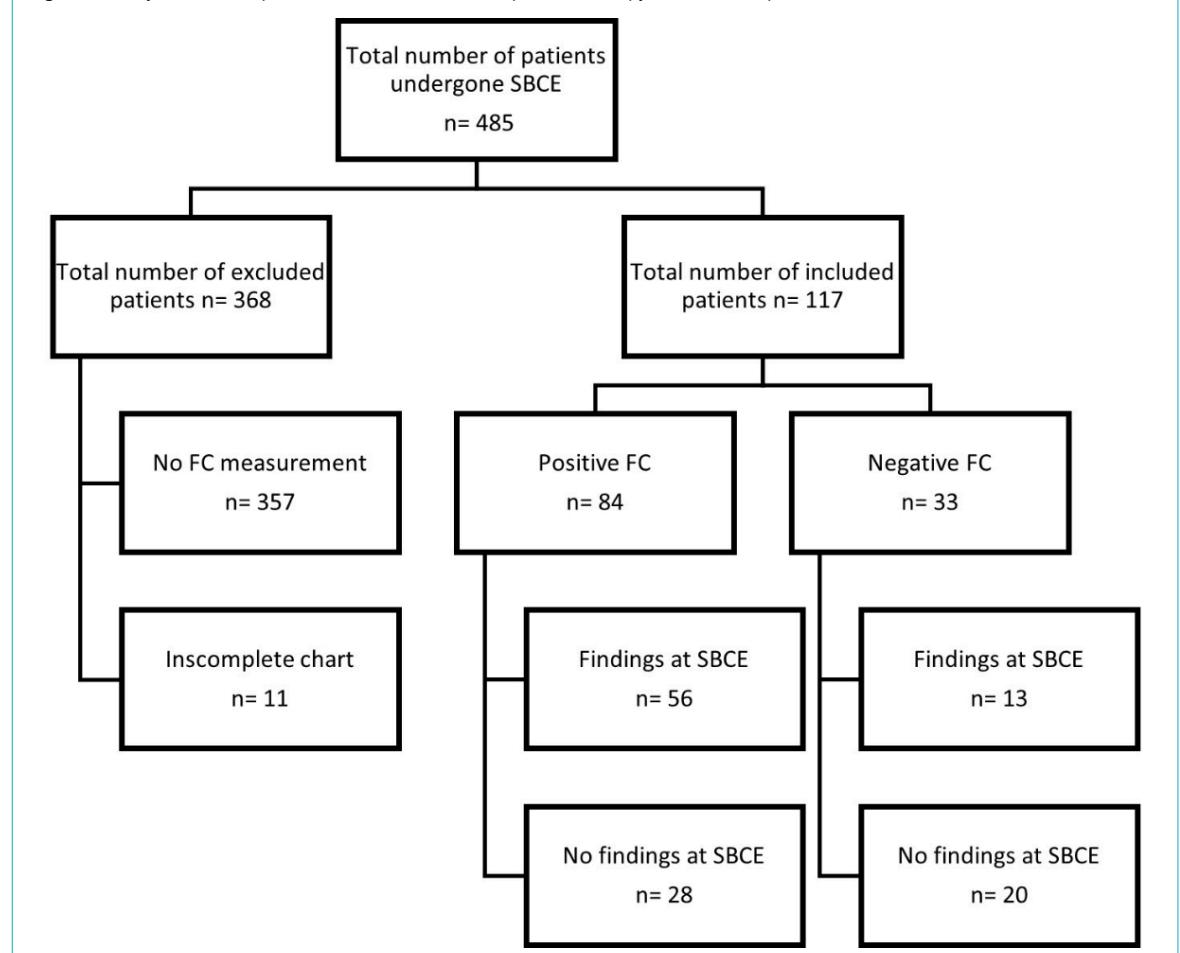 Total number of patients
undergone SBCE
n= 485
Total number of excluded
patients n= 368
Total number of included
patients n= 117
No FC measurement
n= 357
Positive FC
n= 84
Negative FC
n= 33
Inscomplete chart
n= 11
Findings at SBCE
n= 56
Findings at SBCE
n= 13
No findings at SBCE
n= 28
No findings at SBCE
n= 20